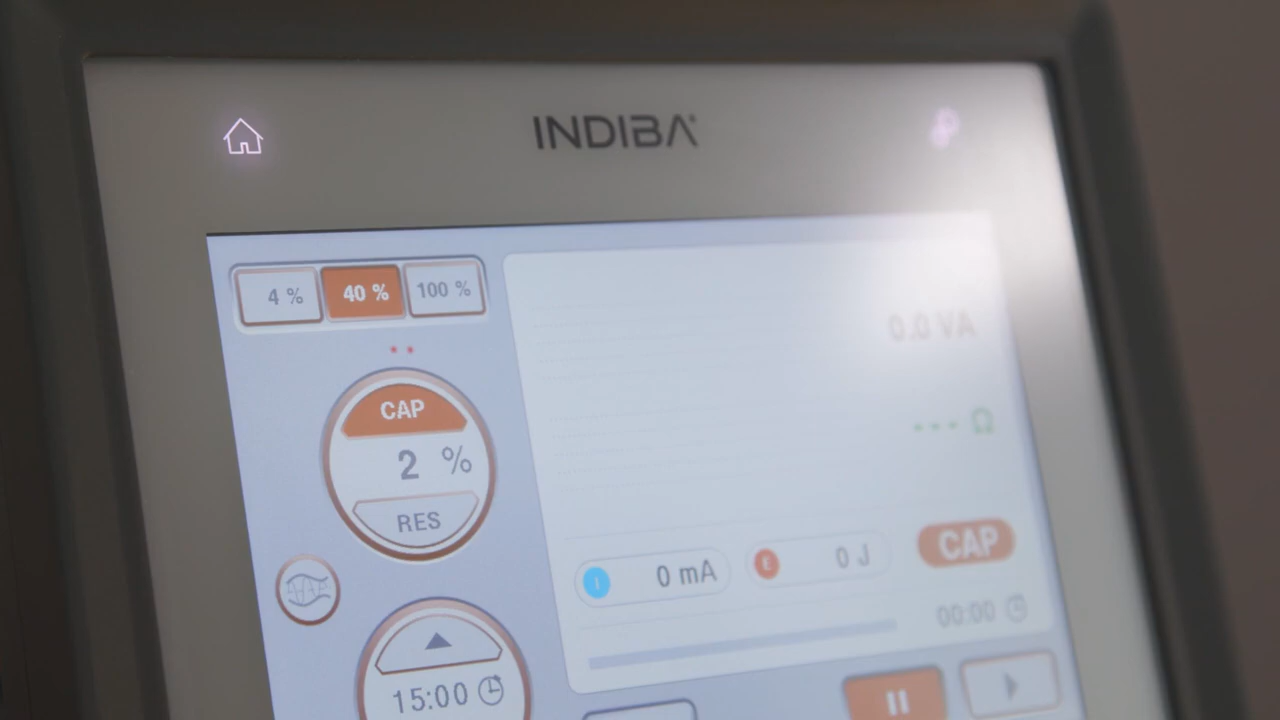 INDIBA
4 % 40 % 100 %
CAP
2 %
RES
15:00
0.0 VA
--- Ω
I 0 mA E 0 J CAP
00:00